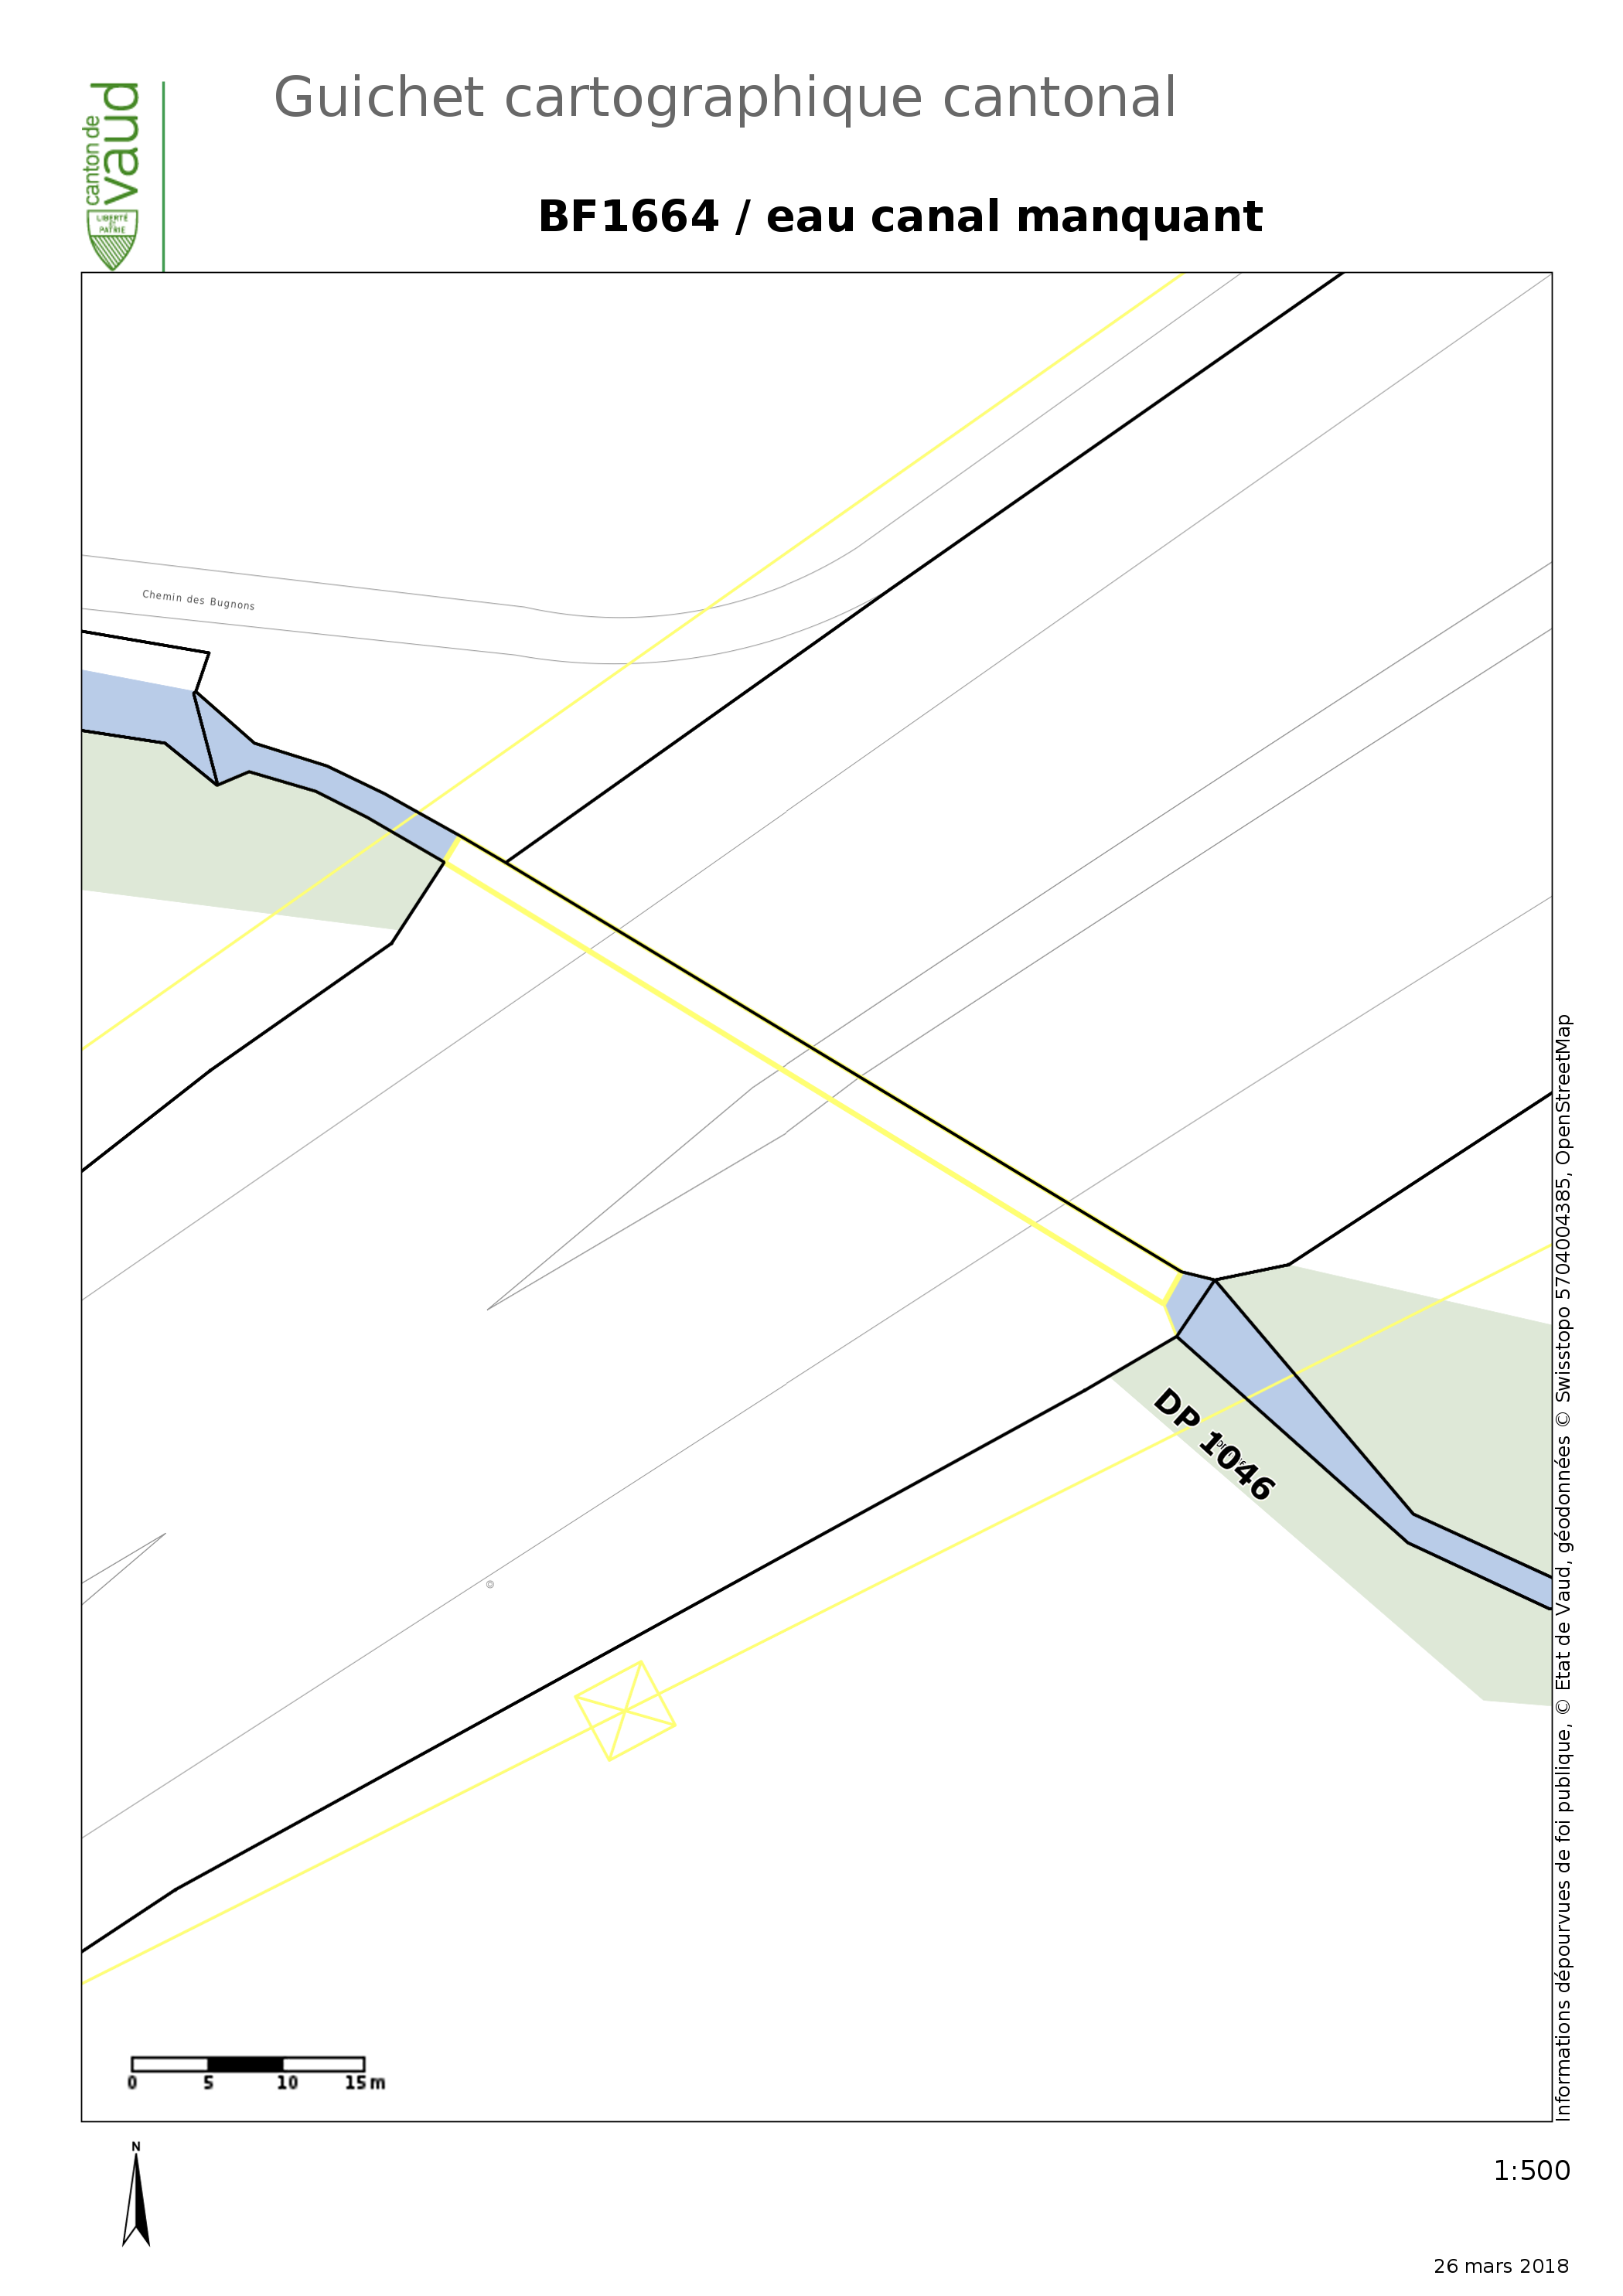 canton de
vaud
LIBERTÉ
ET
PATRIE
Guichet cartographique cantonal
BF1664 / eau canal manquant
Chemin des Bugnons
DP 1046
©
Informations dépourvues de foi publique, © Etat de Vaud, géodonnées © Swisstopo 5704004385, OpenStreetMap
0 5 10 15 m
N
1:500
26 mars 2018